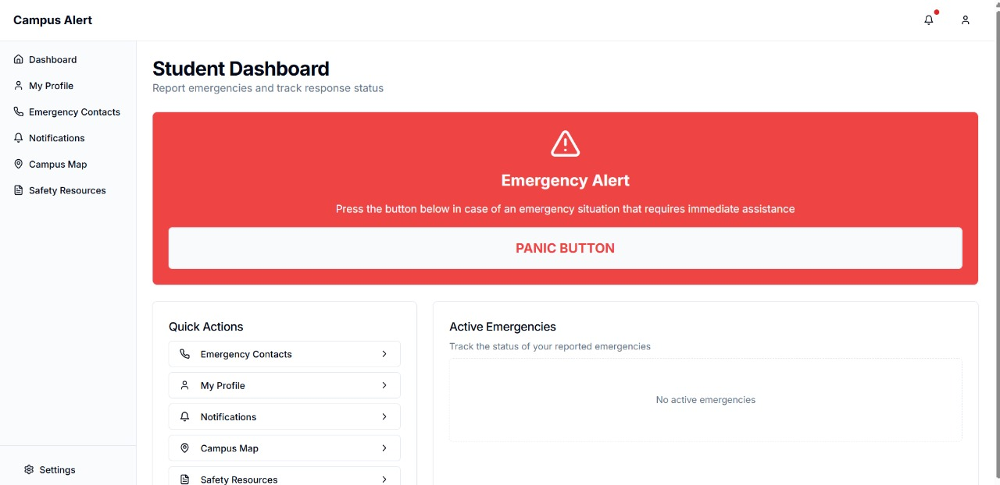 Campus Alert
Dashboard
My Profile
Emergency Contacts
Notifications
Campus Map
Safety Resources
Settings
Student Dashboard
Report emergencies and track response status
Emergency Alert
Press the button below in case of an emergency situation that requires immediate assistance
PANIC BUTTON
Quick Actions
Emergency Contacts
My Profile
Notifications
Campus Map
Safety Resources
Active Emergencies
Track the status of your reported emergencies
No active emergencies